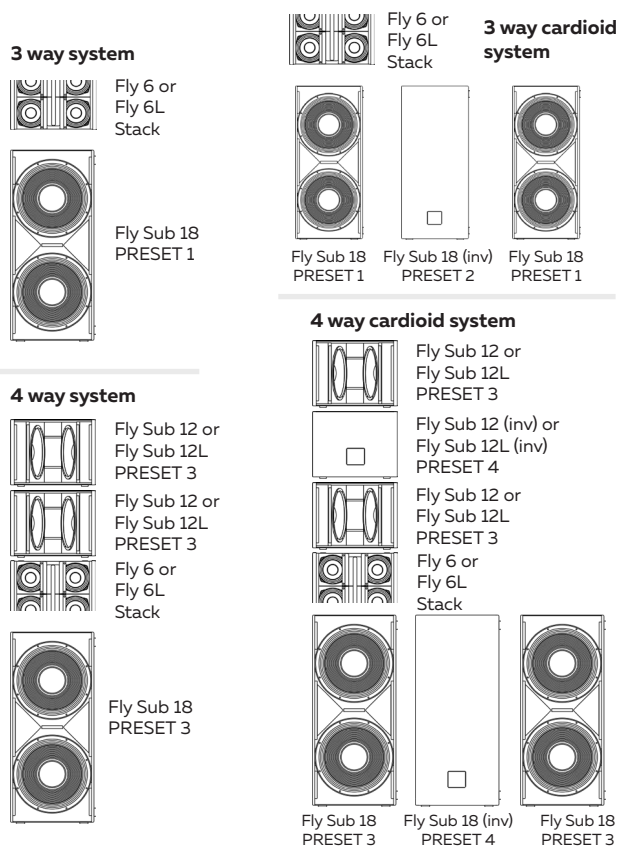 3 way system
Fly 6 or
Fly 6L
Stack
Fly Sub 18
PRESET 1
4 way system
Fly Sub 12 or
Fly Sub 12L
PRESET 3
Fly Sub 12 or
Fly Sub 12L
PRESET 3
Fly 6 or
Fly 6L
Stack
Fly Sub 18
PRESET 3
3 way cardioid
system
Fly 6 or
Fly 6L
Stack
Fly Sub 18
PRESET 1
Fly Sub 18 (inv)
PRESET 2
Fly Sub 18
PRESET 1
4 way cardioid system
Fly Sub 12 or
Fly Sub 12L
PRESET 3
Fly Sub 12 (inv) or
Fly Sub 12L (inv)
PRESET 4
Fly Sub 12 or
Fly Sub 12L
PRESET 3
Fly 6 or
Fly 6L
Stack
Fly Sub 18
PRESET 3
Fly Sub 18 (inv)
PRESET 4
Fly Sub 18
PRESET 3